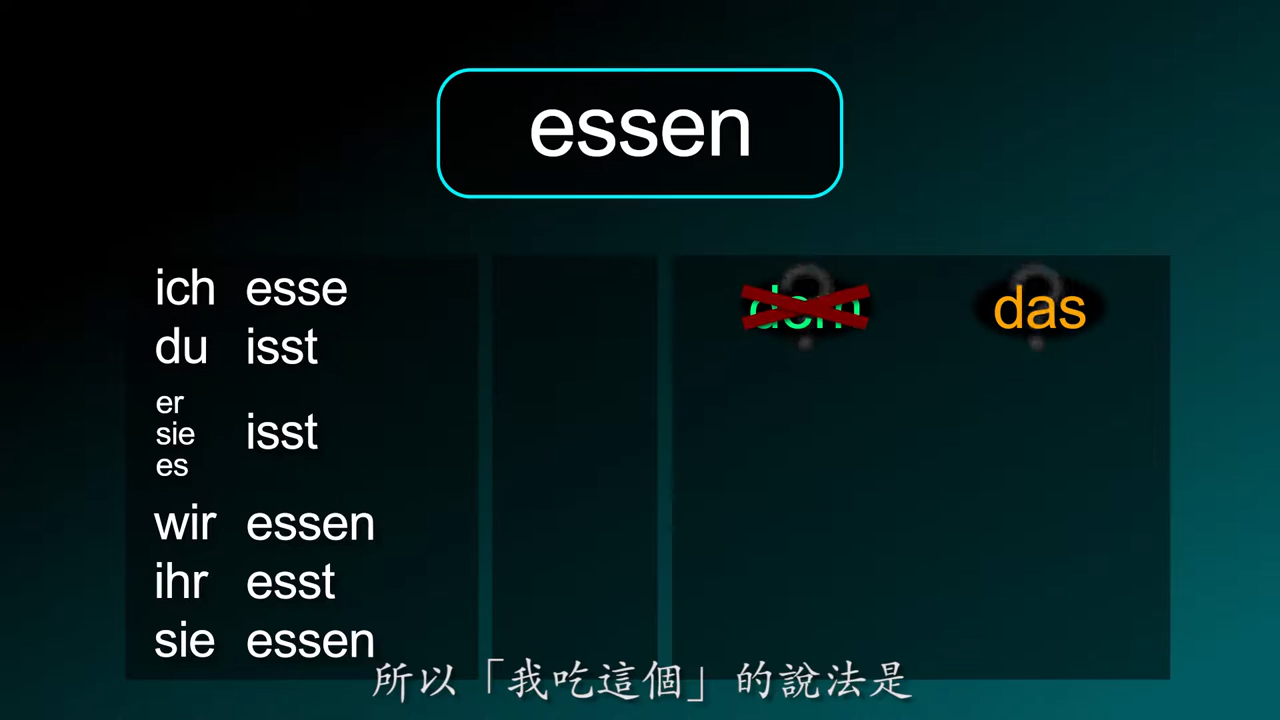 essen
ich esse
dem das
du isst
er
sie isst
es
wir essen
ihr esst
sie essen
所以「我吃這個」的說法是